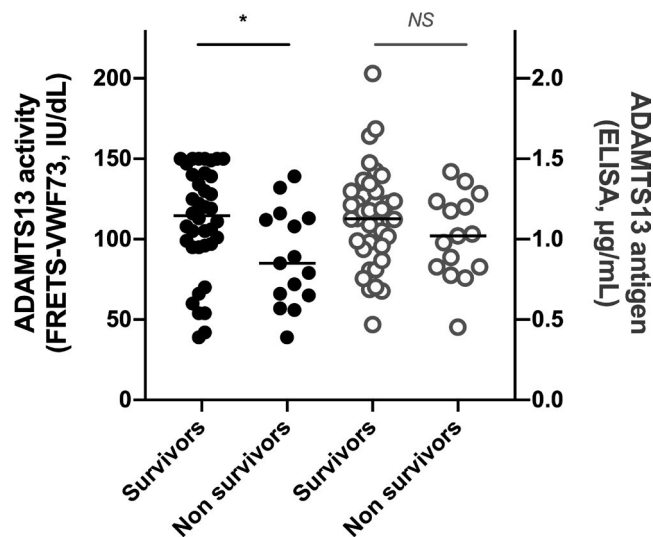 * NS
ADAMTS13 activity
(FRETS-VWF73, IU/dL)
200
150
100
50
0
2.0
1.5
1.0
0.5
0.0
ADAMTS13 antigen
(ELISA, µg/mL)
Survivors
Non survivors
Survivors
Non survivors